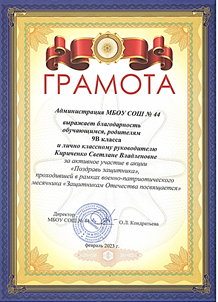 ГРАМОТА
Администрация МБОУ СОШ № 44
выражает благодарность
обучающимся, родителям
9В класса
и лично классному руководителю
Кириченко Светлане Владленовне
за активное участие в акции
«Поздравь защитника»,
проходившей в рамках военно-патриотического
месячника «Защитникам Отечества посвящается»
Директор
МБОУ СОШ № 44
О.Л. Кондратьева
февраль 2023 г.